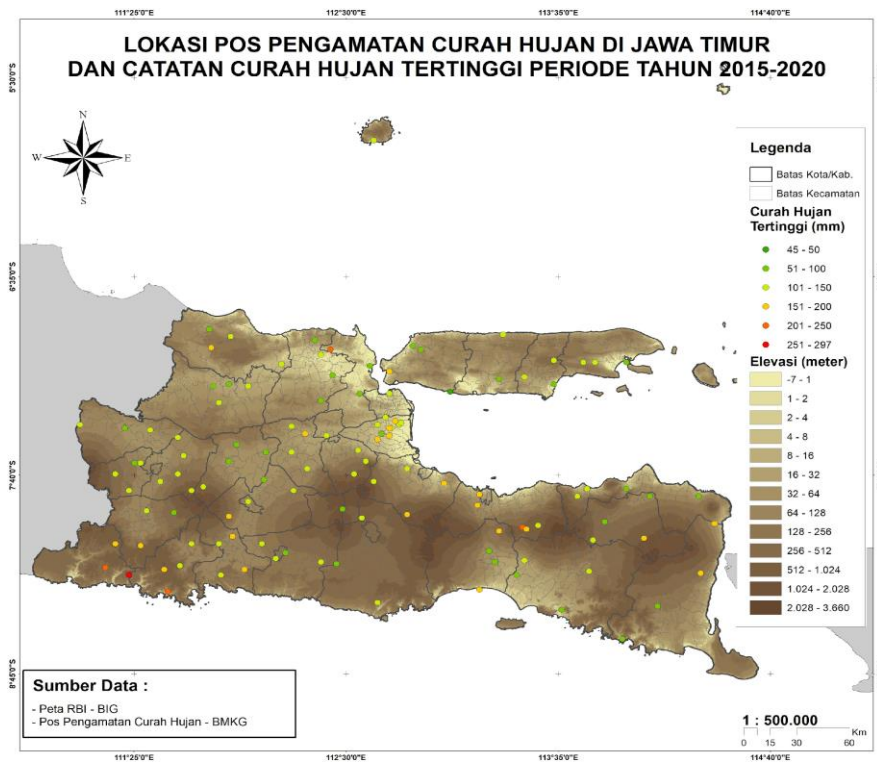 111°25'0"E 112°30'0"E 113°35'0"E 114°40'0"E
LOKASI POS PENGAMATAN CURAH HUJAN DI JAWA TIMUR
DAN CATATAN CURAH HUJAN TERTINGGI PERIODE TAHUN 2015-2020
5°30'0"S
N
W
E
S
6°35'0"S
7°40'0"S
8°45'0"S
Legenda
Batas Kota/Kab.
Batas Kecamatan
Curah Hujan
Tertinggi (mm)
45 - 50
51 - 100
101 - 150
151 - 200
201 - 250
251 - 297
Elevasi (meter)
-7 - 1
1 - 2
2 - 4
4 - 8
8 - 16
16 - 32
32 - 64
64 - 128
128 - 256
256 - 512
512 - 1.024
1.024 - 2.028
2.028 - 3.660
Sumber Data :
- Peta RBI - BIG
- Pos Pengamatan Curah Hujan - BMKG
1 : 500.000
Km
0 15 30 60
111°25'0"E 112°30'0"E 113°35'0"E 114°40'0"E